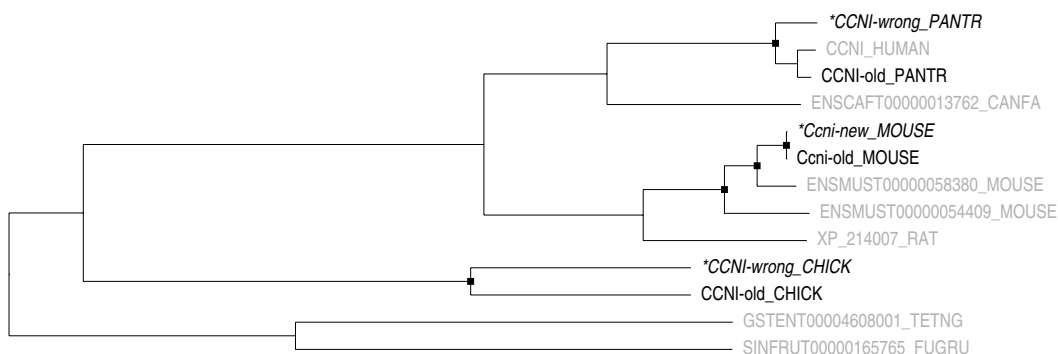 *CCNI-wrong_PANTR
CCNI_HUMAN
CCNI-old_PANTR
ENSCAFT00000013762_CANFA
*Ccni-new_MOUSE
Ccni-old_MOUSE
ENSMUST00000058380_MOUSE
ENSMUST00000054409_MOUSE
XP_214007_RAT
*CCNI-wrong_CHICK
CCNI-old_CHICK
GSTENT00004608001_TETNG
SINFRUT00000165765_FUGRU